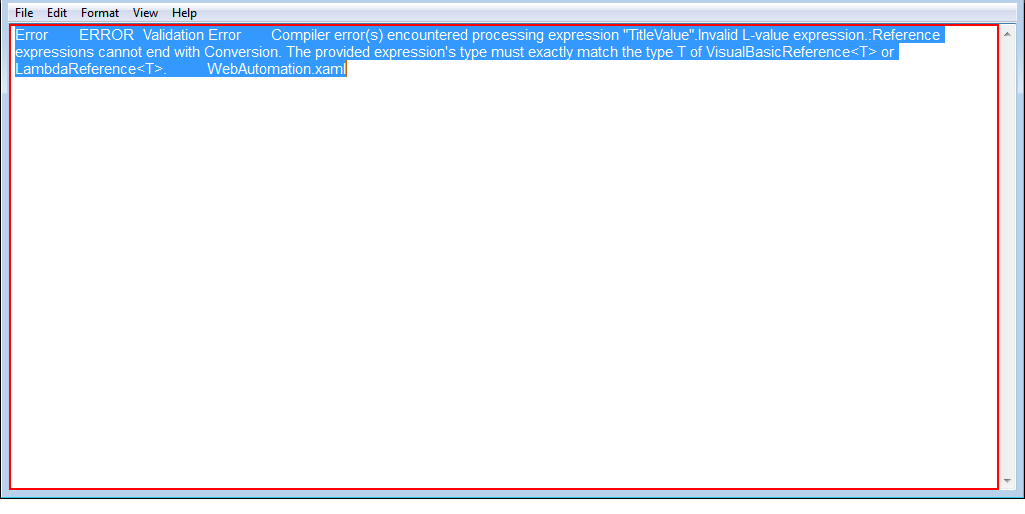 File Edit Format View Help
Error ERROR Validation Error Compiler error(s) encountered processing expression "TitleValue".Invalid L-value expression.:Reference
expressions cannot end with Conversion. The provided expression's type must exactly match the type T of VisualBasicReference<T> or
LambdaReference<T>. WebAutomation.xaml